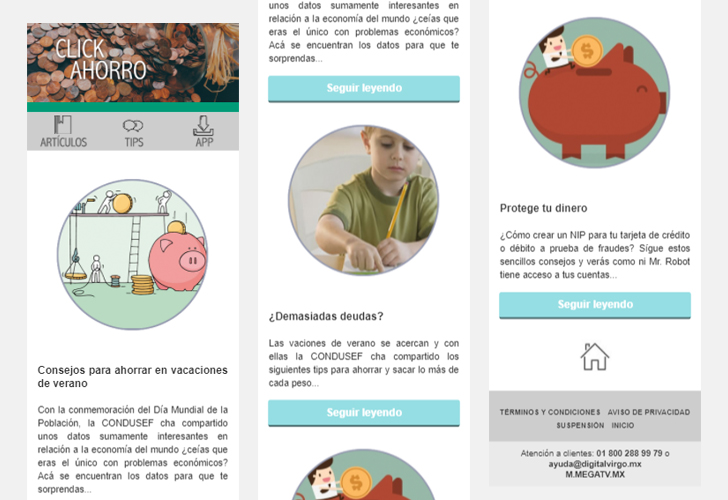 CLICK
AHORRO
ARTÍCULOS TIPS APP
Consejos para ahorrar en vacaciones
de verano
Con la conmemoración del Día Mundial de la
Población, la CONDUSEF cha compartido
unos datos sumamente interesantes en
relación a la economía del mundo ¿ceías que
eras el único con problemas económicos?
Acá se encuentran los datos para que te
sorprendas...
unos datos sumamente interesantes en
relación a la economía del mundo ¿ceías que
eras el único con problemas económicos?
Acá se encuentran los datos para que te
sorprendas...
Seguir leyendo
¿Demasiadas deudas?
Las vaciones de verano se acercan y con
ellas la CONDUSEF cha compartido los
siguientes tips para ahorrar y sacar lo más de
cada peso...
Seguir leyendo
Protege tu dinero
¿Cómo crear un NIP para tu tarjeta de crédito
o débito a prueba de fraudes? Sígue estos
sencillos consejos y verás como ni Mr. Robot
tiene acceso a tus cuentas...
Seguir leyendo
TERMINOS Y CONDICIONES AVISO DE PRIVACIDAD
SUSPENSIÓN INICIO
Atención a clientes: 01 800 288 99 79 o
ayuda@digitalvirgo.mx
M.MEGATV.MX